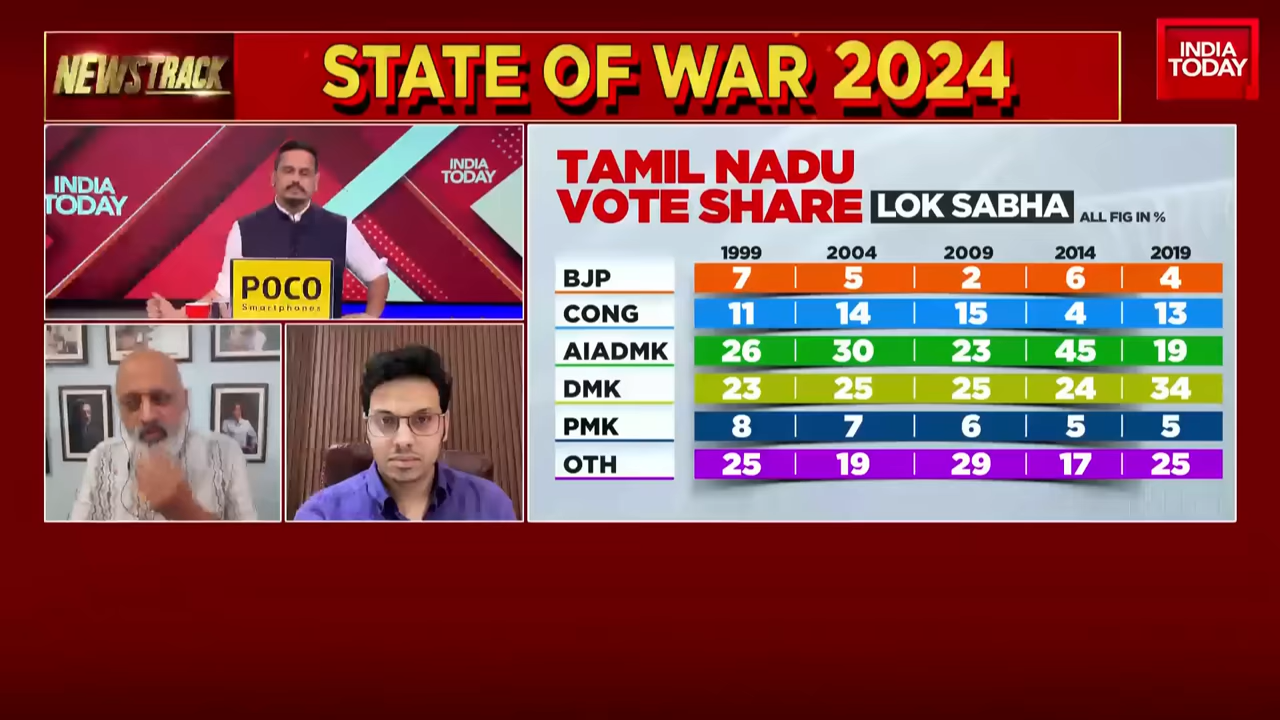 NEWSTRACK
STATE OF WAR 2024
INDIA
TODAY
INDIA
TODAY
INDIA
TODAY
POCO
Smartphones
TAMIL NADU
VOTE SHARE LOK SABHA ALL FIG IN %
1999 2004 2009 2014 2019
BJP 7 5 2 6 4
CONG 11 14 15 4 13
AIADMK 26 30 23 45 19
DMK 23 25 25 24 34
PMK 8 7 6 5 5
OTH 25 19 29 17 25